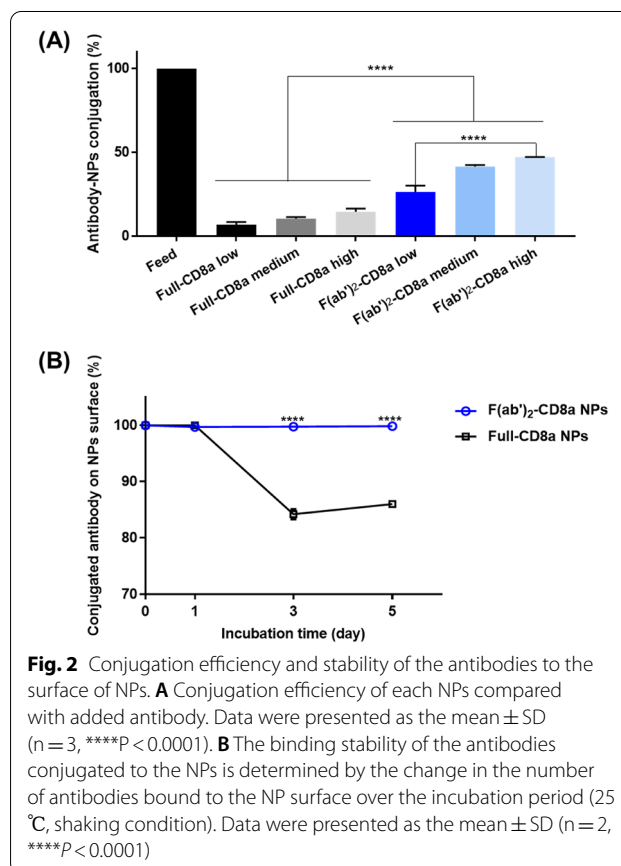 (A)
Antibody-NPs conjugation (%)
100
50
0
****
****
Feed
Full-CD8a low
Full-CD8a medium
Full-CD8a high
F(ab')2-CD8a low
F(ab')2-CD8a medium
F(ab')2-CD8a high
(B)
Conjugated antibody on NPs surface (%)
100
90
80
70
****
****
0 1 3 5
Incubation time (day)
F(ab')2-CD8a NPs
Full-CD8a NPs
Fig. 2 Conjugation efficiency and stability of the antibodies to the
surface of NPs. A Conjugation efficiency of each NPs compared
with added antibody. Data were presented as the mean ± SD
(n = 3, ****P < 0.0001). B The binding stability of the antibodies
conjugated to the NPs is determined by the change in the number
of antibodies bound to the NP surface over the incubation period (25
℃, shaking condition). Data were presented as the mean ± SD (n = 2,
****P < 0.0001)